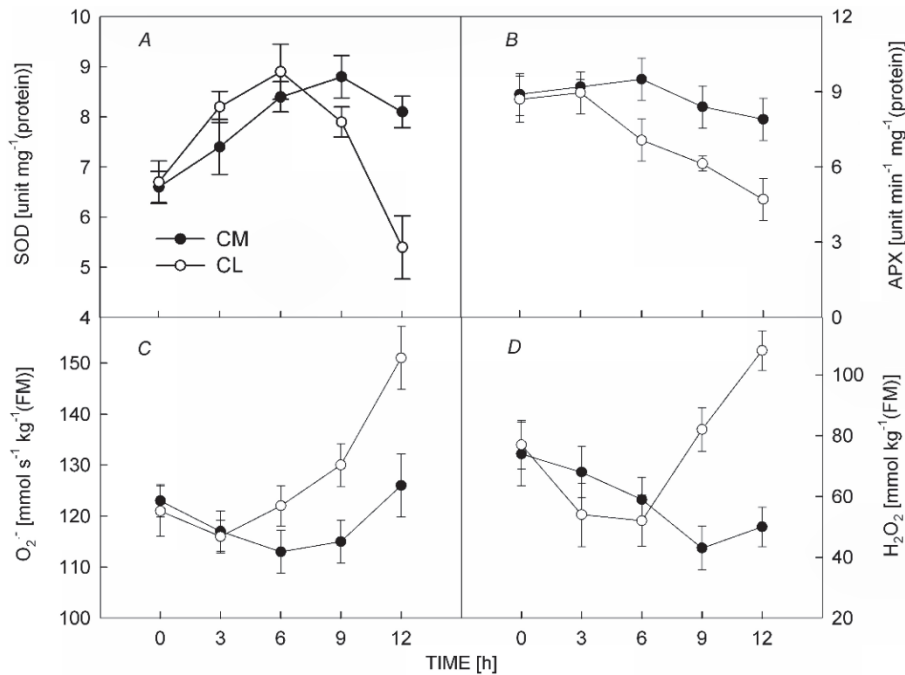 A
B
SOD [unit mg⁻¹(protein)]
10
9
8
7
6
5
4
CM
CL
12
9
6
3
0
APX [unit min⁻¹ mg⁻¹(protein)]
C
D
O₂·⁻ [mmol s⁻¹ kg⁻¹(FM)]
150
140
130
120
110
100
100
80
60
40
20
H₂O₂ [mmol kg⁻¹(FM)]
0 3 6 9 12
0 3 6 9 12
TIME [h]